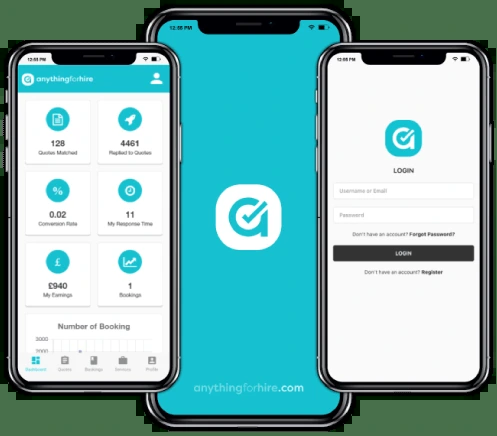 12:05 PM
anythingforhire
128
Quotes Matched
4461
Replied to Quotes
%
0.02
Conversion Rate
11
My Response Time
£
£940
My Earnings
1
Bookings
Number of Booking
3000
2000
Dashboard
Quotes
Bookings
Services
Profile
12:05 PM
anythingforhire.com
12:05 PM
LOGIN
Username or Email
Password
Don't have an account? Forget Password?
LOGIN
Don't have an account? Register